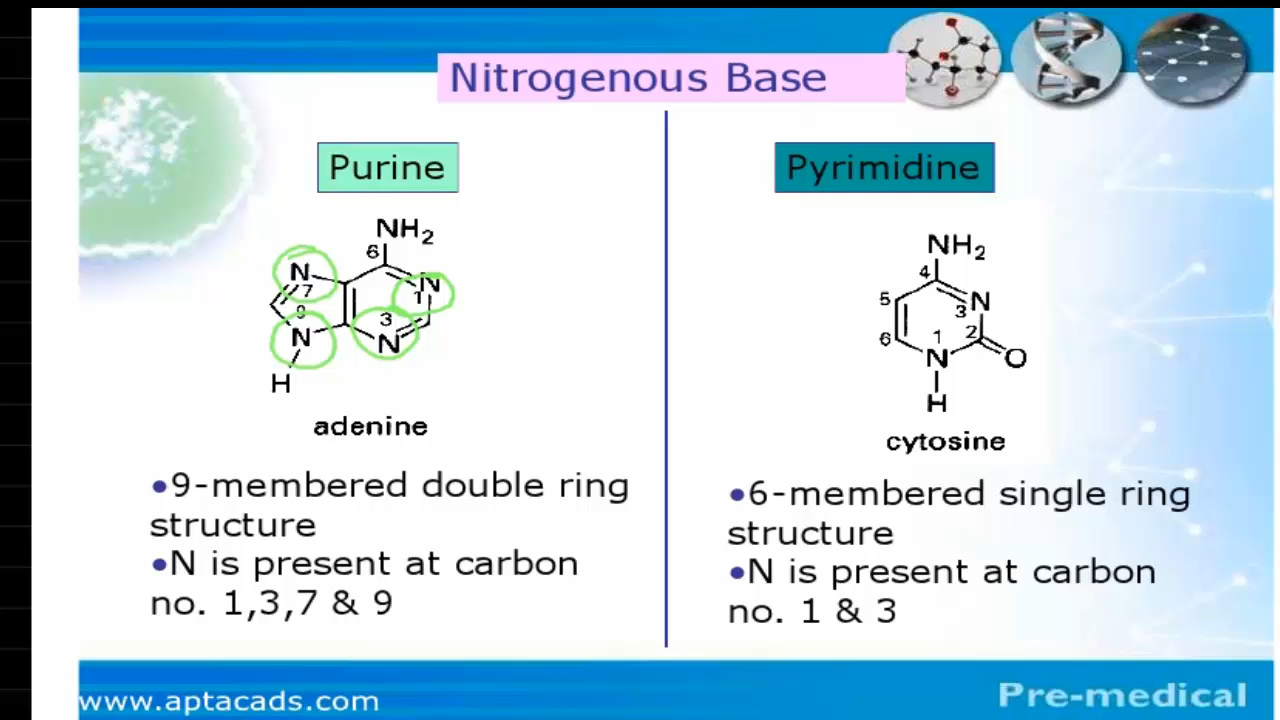 Nitrogenous Base
Purine
NH2
6
N
7
N
1
9
3
N
N
H
adenine
•9-membered double ring
structure
•N is present at carbon
no. 1,3,7 & 9
Pyrimidine
NH2
4
5
N
3
6
1
2
N
O
H
cytosine
•6-membered single ring
structure
•N is present at carbon
no. 1 & 3
www.aptacads.com
Pre-medical